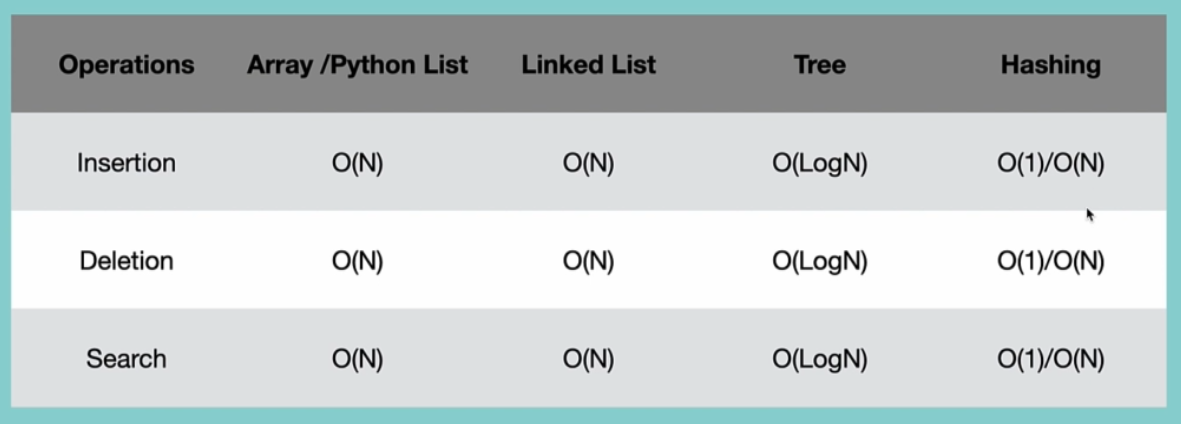 Operations Array /Python List Linked List Tree Hashing
Insertion O(N) O(N) O(LogN) O(1)/O(N)
Deletion O(N) O(N) O(LogN) O(1)/O(N)
Search O(N) O(N) O(LogN) O(1)/O(N)